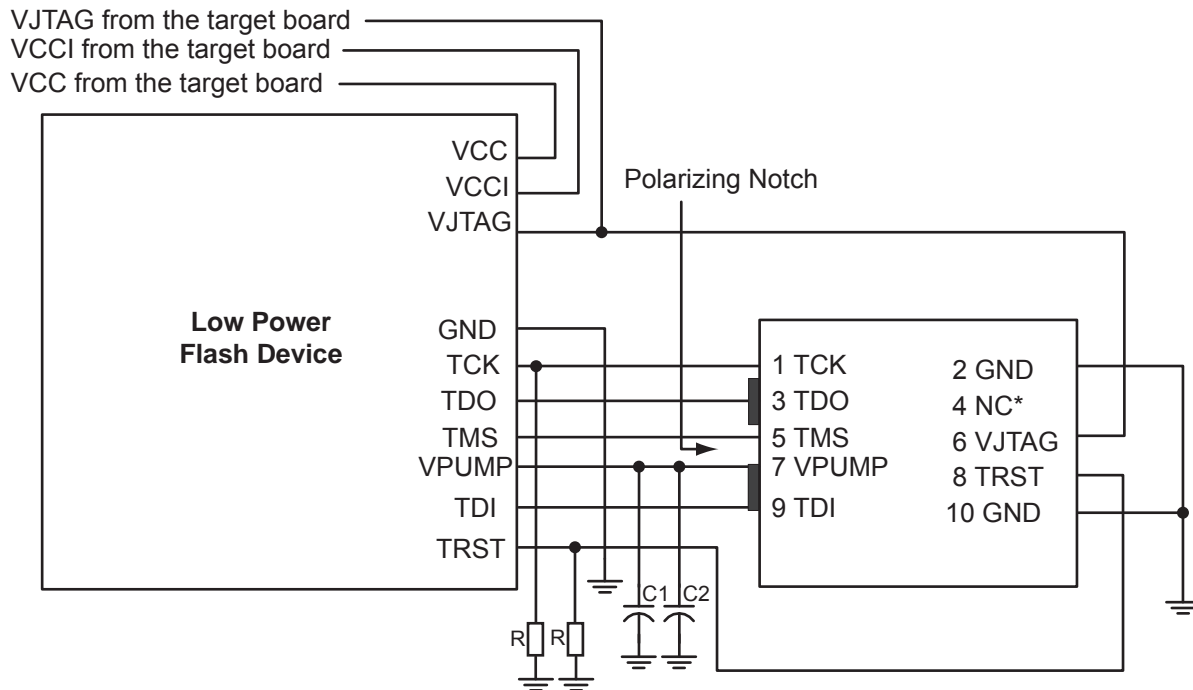 VJTAG from the target board
VCCI from the target board
VCC from the target board
VCC
VCCI
VJTAG
Polarizing Notch
Low Power
Flash Device
GND
TCK
TDO
TMS
VPUMP
TDI
TRST
1 TCK
3 TDO
5 TMS
7 VPUMP
9 TDI
2 GND
4 NC*
6 VJTAG
8 TRST
10 GND
C1
C2
R
R